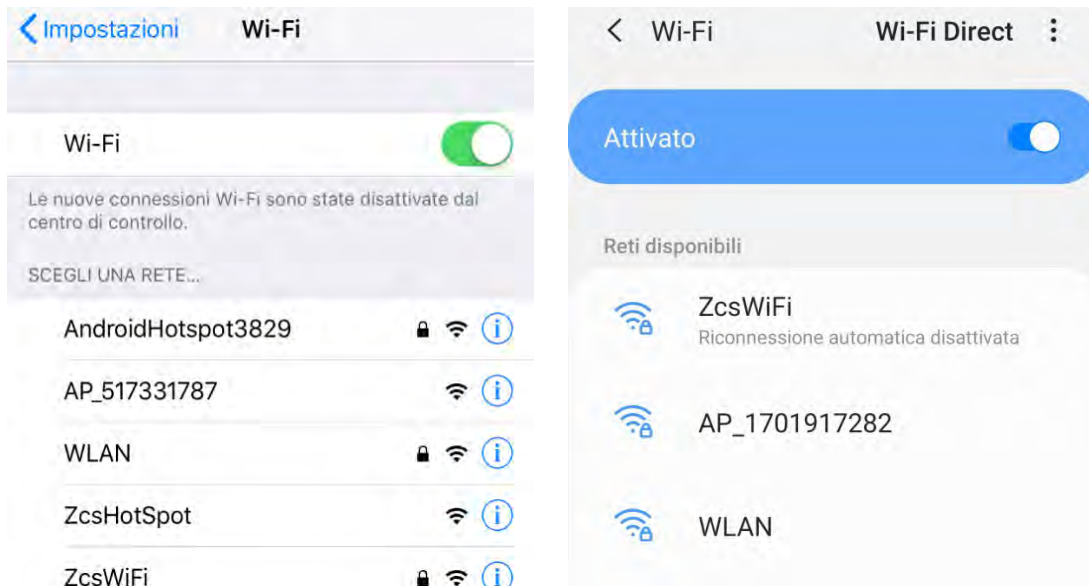 Impostazioni Wi-Fi
Wi-Fi
Le nuove connessioni Wi-Fi sono state disattivate dal
centro di controllo.
SCEGLI UNA RETE...
AndroidHotspot3829
AP_517331787
WLAN
ZcsHotSpot
ZcsWiFi
Wi-Fi Wi-Fi Direct
Attivato
Reti disponibili
ZcsWiFi
Riconnessione automatica disattivata
AP_1701917282
WLAN